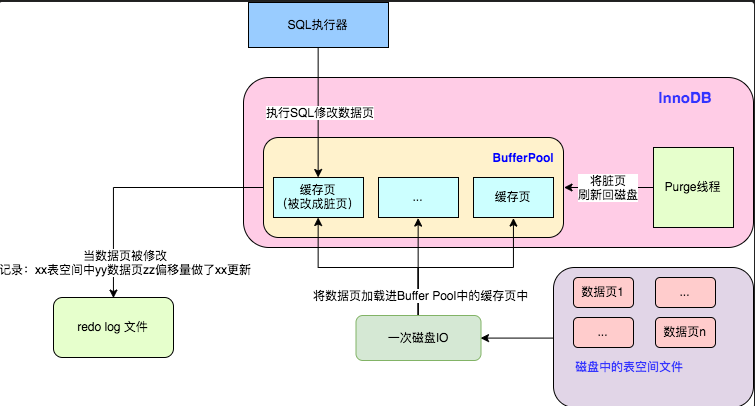 SQL执行器
InnoDB
执行SQL修改数据页
BufferPool
缓存页
(被改成脏页)
...
缓存页
将脏页
刷新回磁盘
Purge线程
当数据页被修改
记录：xx表空间中yy数据页zz偏移量做了xx更新
redo log 文件
将数据页加载进Buffer Pool中的缓存页中
一次磁盘IO
数据页1
...
...
数据页n
磁盘中的表空间文件